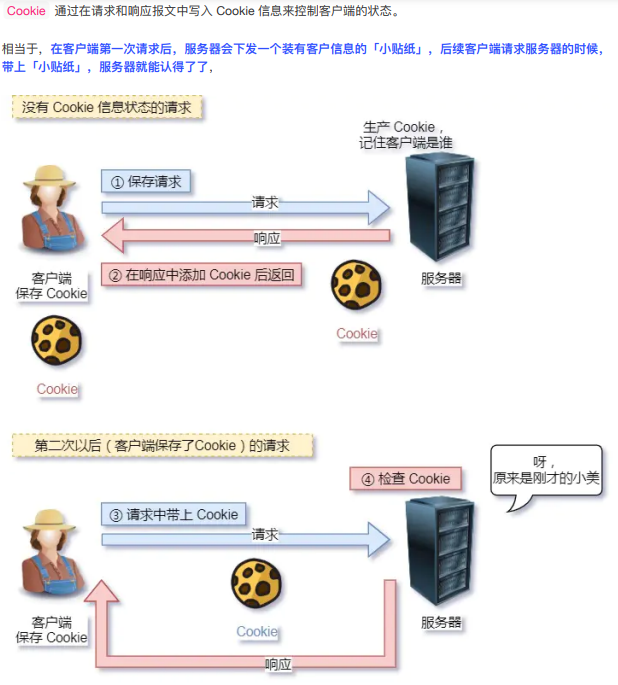 Cookie 通过在请求和响应报文中写入 Cookie 信息来控制客户端的状态。
相当于，在客户端第一次请求后，服务器会下发一个装有客户信息的「小贴纸」，后续客户端请求服务器的时候，
带上「小贴纸」，服务器就能认得了了，
没有 Cookie 信息状态的请求
生产 Cookie，
记住客户端是谁
① 保存请求
请求
响应
② 在响应中添加 Cookie 后返回
客户端
保存 Cookie
服务器
Cookie
Cookie
第二次以后（客户端保存了Cookie）的请求
④ 检查 Cookie
呀，
原来是刚才的小美
③ 请求中带上 Cookie
请求
Cookie
客户端
保存 Cookie
服务器
响应